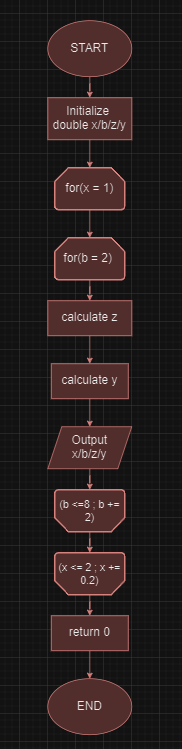 START
Initialize
double x/b/z/y
for(x = 1)
for(b = 2)
calculate z
calculate y
Output
x/b/z/y
(b <=8 ; b +=
2)
(x <= 2 ; x +=
0.2)
return 0
END